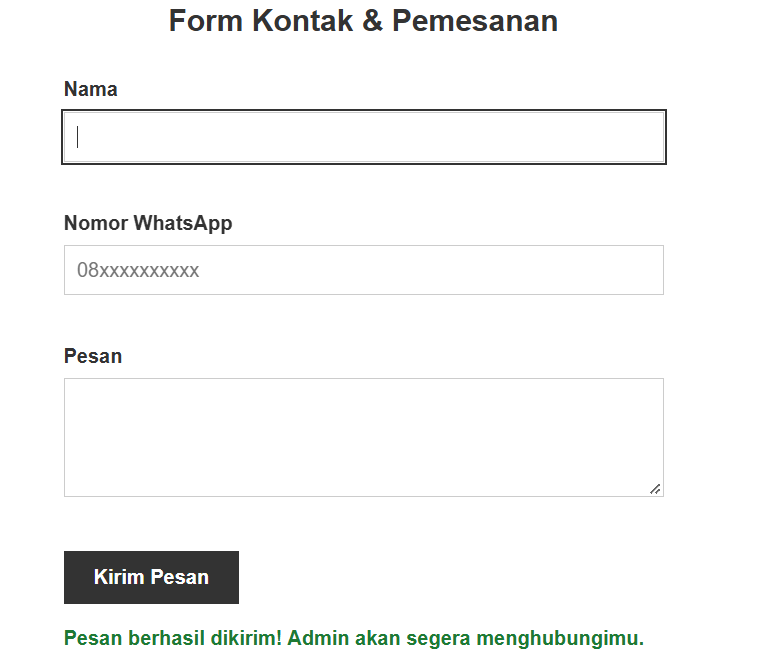 Form Kontak & Pemesanan
Nama
Nomor WhatsApp
08xxxxxxxxxx
Pesan
Kirim Pesan
Pesan berhasil dikirim! Admin akan segera menghubungimu.